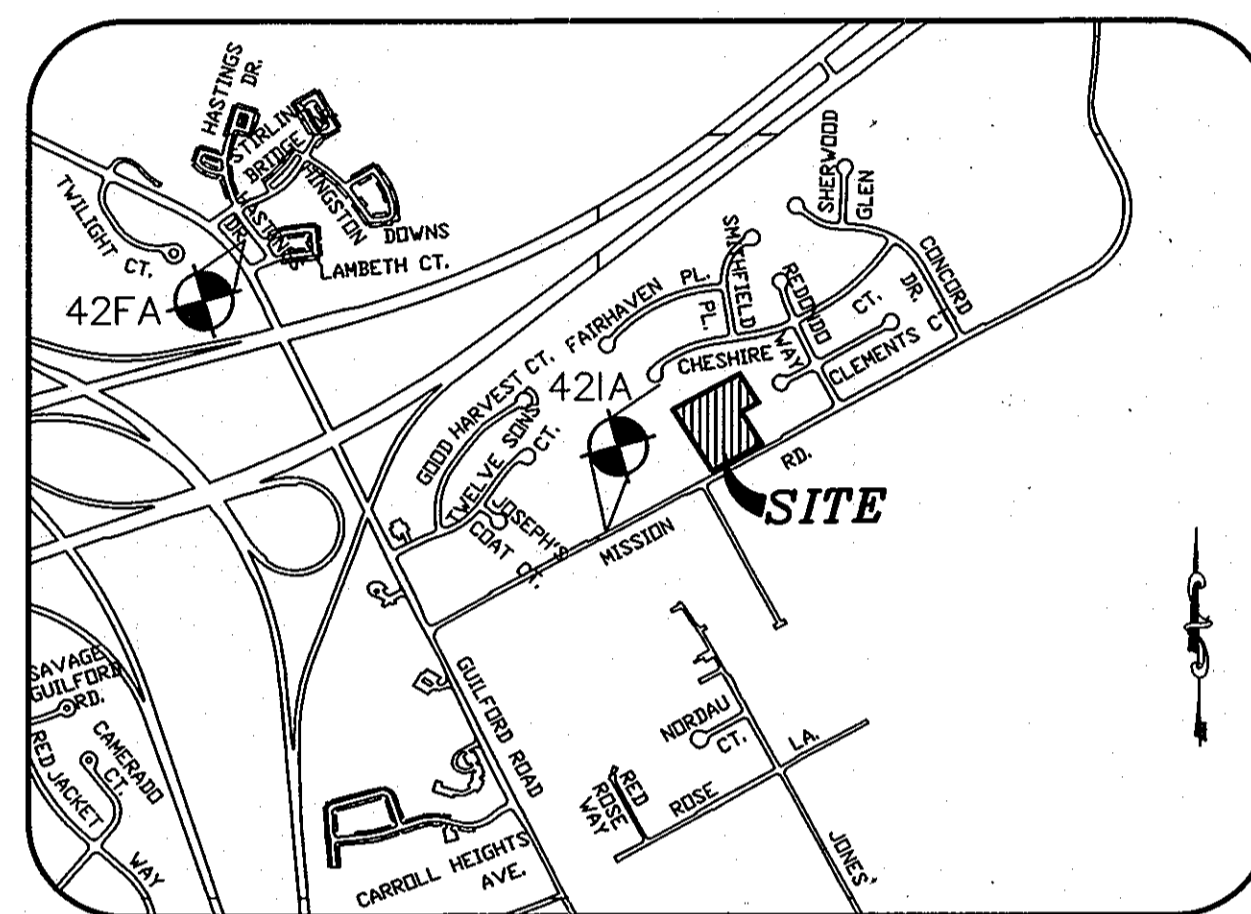 HASTINGS
DR.
STIRLIN
BRIDGE
KINGSTON
DOWNS
HASTINGS
DR.
LAMBETH CT.
TWILIGHT
CT.
42FA
SHERWOOD
GLEN
CONCORD
DR.
SMITHFIELD
PL.
FAIRHAVEN PL.
REDONDO
CT.
WAY
CHESHIRE
CLEMENTS CT.
GOOD HARVEST CT.
42IA
TWELVE SONS
CT.
JOSEPH'S
COAT CT.
MISSION
RD.
SITE
SAVAGE
GUILFORD
RD.
CAMERADO
CT.
RED JACKET
WAY
GUILFORD ROAD
NORDAU
CT.
RED
ROSE
WAY
ROSE
LA.
JONES'
CARROLL HEIGHTS
AVE.